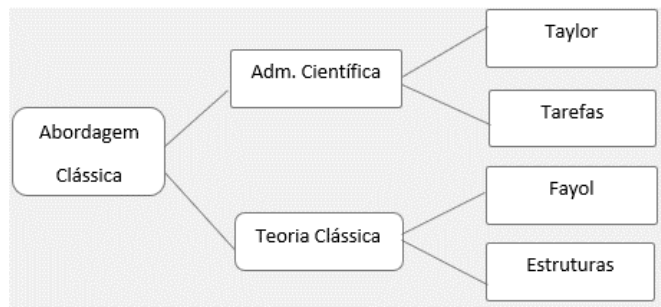 Abordagem
Clássica
Adm. Científica
Taylor
Tarefas
Teoria Clássica
Fayol
Estruturas